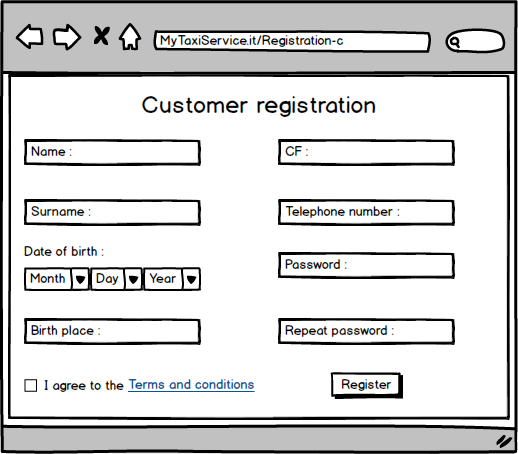 MyTaxiService.it/Registration-c
Customer registration
Name :
CF :
Surname :
Telephone number :
Date of birth :
Month Day Year
Password :
Birth place :
Repeat password :
I agree to the Terms and conditions
Register